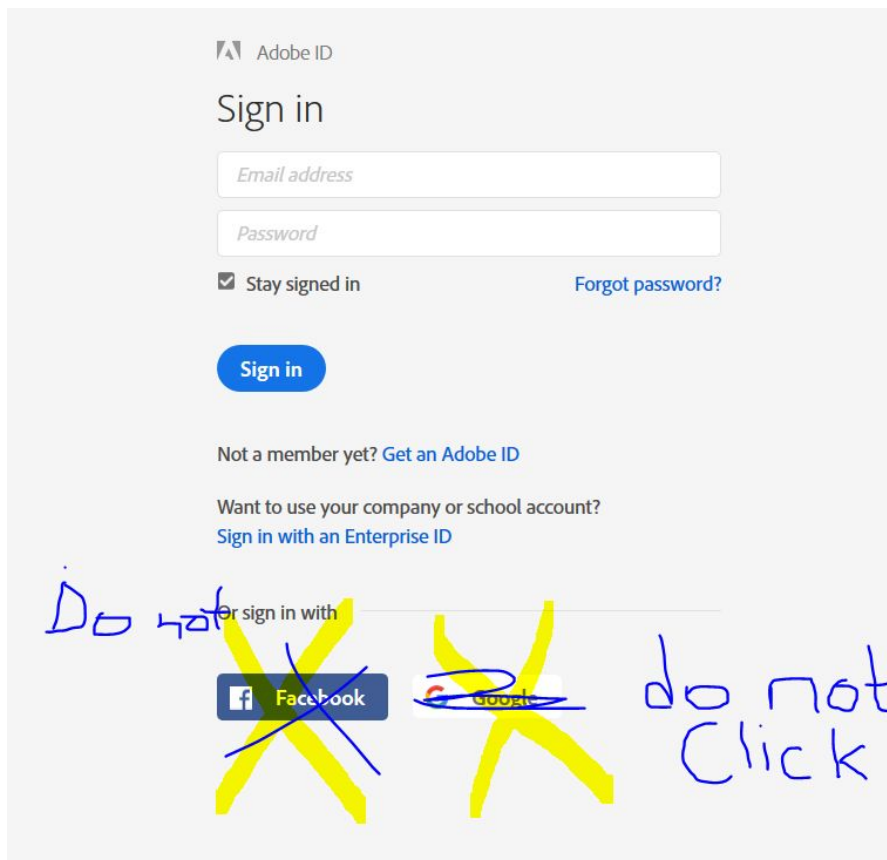 Adobe ID
Sign in
Email address
Password
Stay signed in
Forgot password?
Sign in
Not a member yet? Get an Adobe ID
Want to use your company or school account?
Sign in with an Enterprise ID
Do not
Or sign in with
Facebook
Google
do not
Click